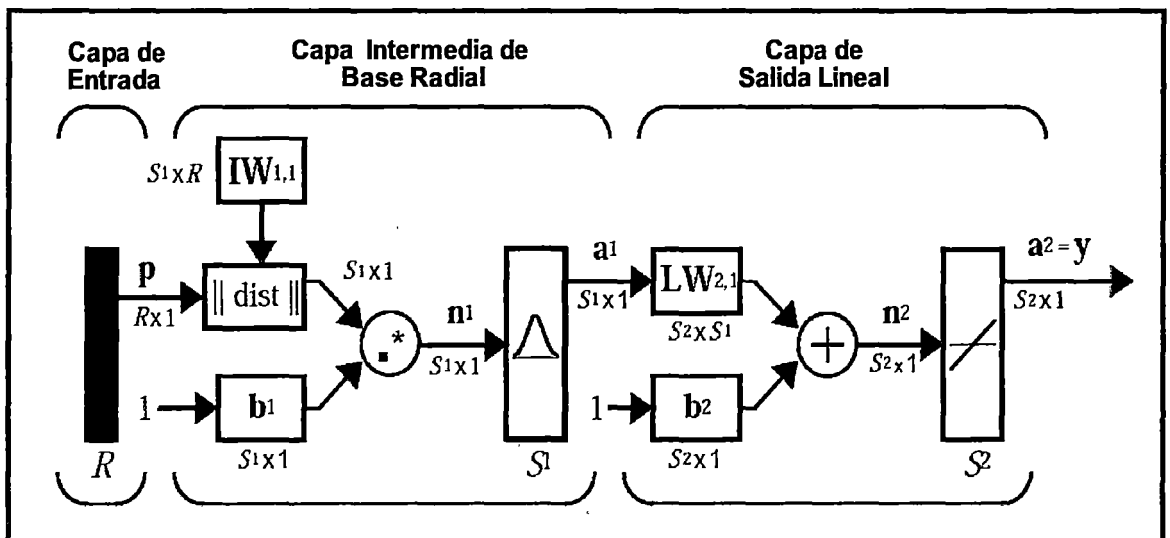 Capa de
Entrada
Capa Intermedia de
Base Radial
Capa de
Salida Lineal
S1xR
IW1,1
p
Rx1
|| dist ||
S1x1
1
b1
S1x1
.*
n1
S1x1
a1
S1x1
LW2,1
S2xS1
1
b2
S2x1
+
n2
S2x1
a2=y
S2x1
R
S1
S2